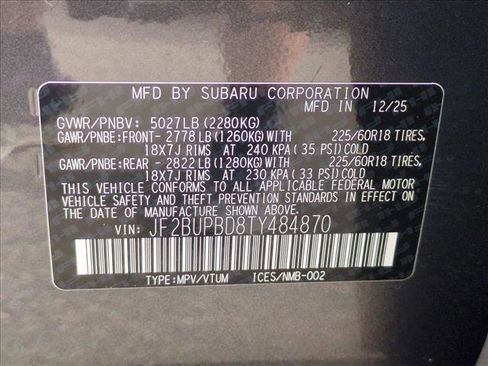 MFD BY SUBARU CORPORATION
MFD IN 12/25
GVWR/PNBV: 5027LB (2280KG)
GAWR/PNBE:FRONT- 2778 LB (1260KG)WITH 225/60R18 TIRES,
18X7J RIMS AT 240 KPA (35 PSI)COLD
GAWR/PNBE:REAR - 2822 LB (1280KG)WITH 225/60R18 TIRES,
18X7J RIMS AT 230 KPA (33 PSI)COLD
THIS VEHICLE CONFORMS TO ALL APPLICABLE FEDERAL MOTOR
VEHICLE SAFETY AND THEFT PREVENTION STANDARDS IN EFFECT
ON THE DATE OF MANUFACTURE SHOWN ABOVE.
VIN: JF2BUPBD8TY484870
TYPE:MPV/VTUM ICES/NMB-002